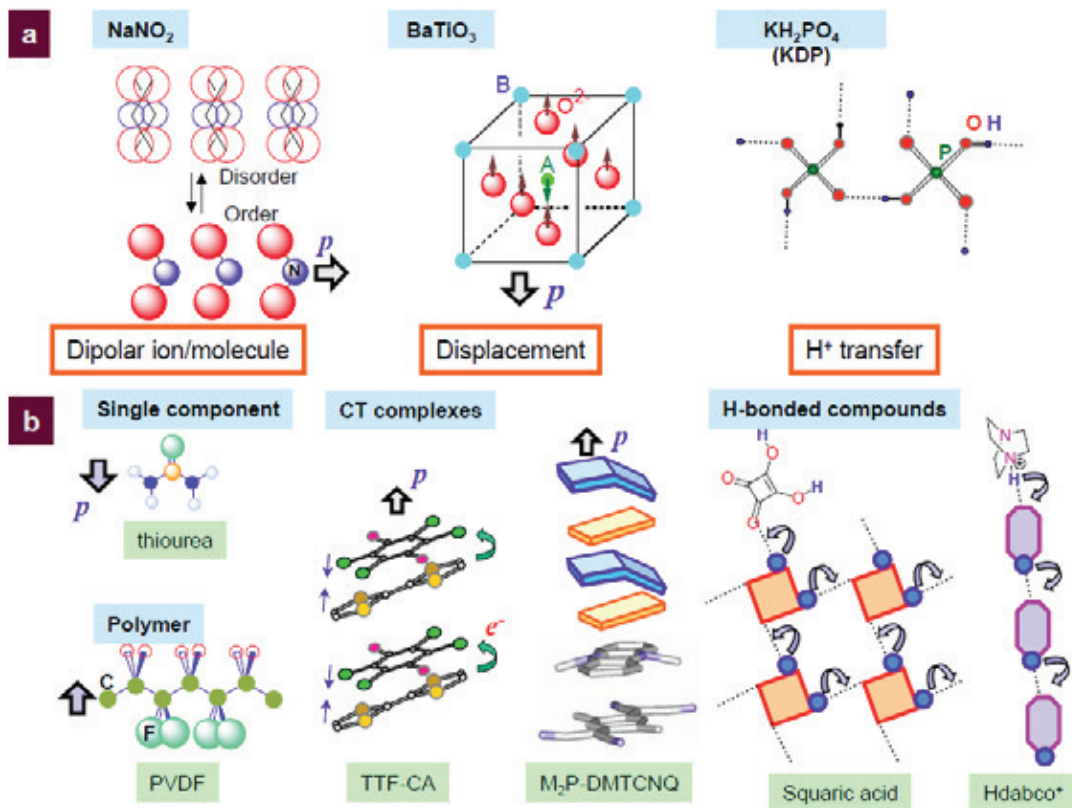 a
NaNO₂
BaTiO₃
KH₂PO₄
(KDP)
B
O²⁻
A
O H
P
Disorder
Order
N
p
p
Dipolar ion/molecule
Displacement
H⁺ transfer
b
Single component
CT complexes
H-bonded compounds
p
thiourea
Polymer
C
F
PVDF
p
e⁻
TTF-CA
p
M₂P-DMTCNQ
H
O
O
H
O
O
Squaric acid
N
N
⊕
H
Hdabco⁺